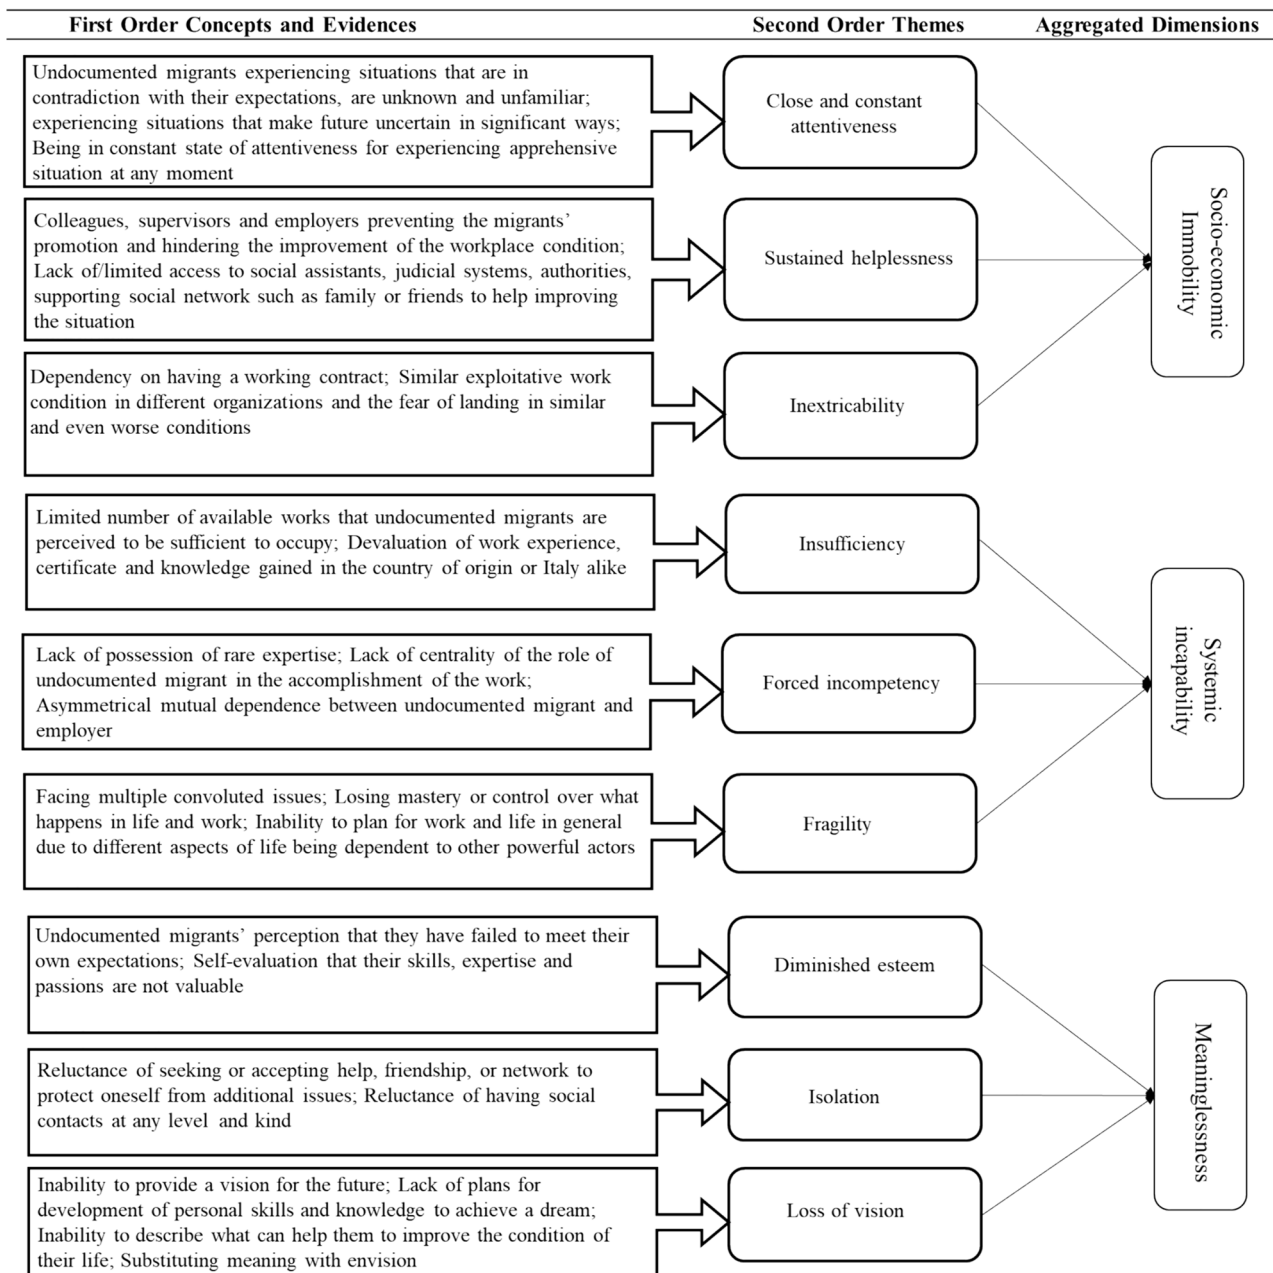 First Order Concepts and Evidences
Second Order Themes
Aggregated Dimensions
Undocumented migrants experiencing situations that are in
contradiction with their expectations, are unknown and unfamiliar;
experiencing situations that make future uncertain in significant ways;
Being in constant state of attentiveness for experiencing apprehensive
situation at any moment
Close and constant
attentiveness
Colleagues, supervisors and employers preventing the migrants’
promotion and hindering the improvement of the workplace condition;
Lack of/limited access to social assistants, judicial systems, authorities,
supporting social network such as family or friends to help improving
the situation
Sustained helplessness
Dependency on having a working contract; Similar exploitative work
condition in different organizations and the fear of landing in similar
and even worse conditions
Inextricability
Socio-economic
Immobility
Limited number of available works that undocumented migrants are
perceived to be sufficient to occupy; Devaluation of work experience,
certificate and knowledge gained in the country of origin or Italy alike
Insufficiency
Lack of possession of rare expertise; Lack of centrality of the role of
undocumented migrant in the accomplishment of the work;
Asymmetrical mutual dependence between undocumented migrant and
employer
Forced incompetency
Facing multiple convoluted issues; Losing mastery or control over what
happens in life and work; Inability to plan for work and life in general
due to different aspects of life being dependent to other powerful actors
Fragility
Systemic
incapability
Undocumented migrants’ perception that they have failed to meet their
own expectations; Self-evaluation that their skills, expertise and
passions are not valuable
Diminished esteem
Reluctance of seeking or accepting help, friendship, or network to
protect oneself from additional issues; Reluctance of having social
contacts at any level and kind
Isolation
Inability to provide a vision for the future; Lack of plans for
development of personal skills and knowledge to achieve a dream;
Inability to describe what can help them to improve the condition of
their life; Substituting meaning with envision
Loss of vision
Meaninglessness